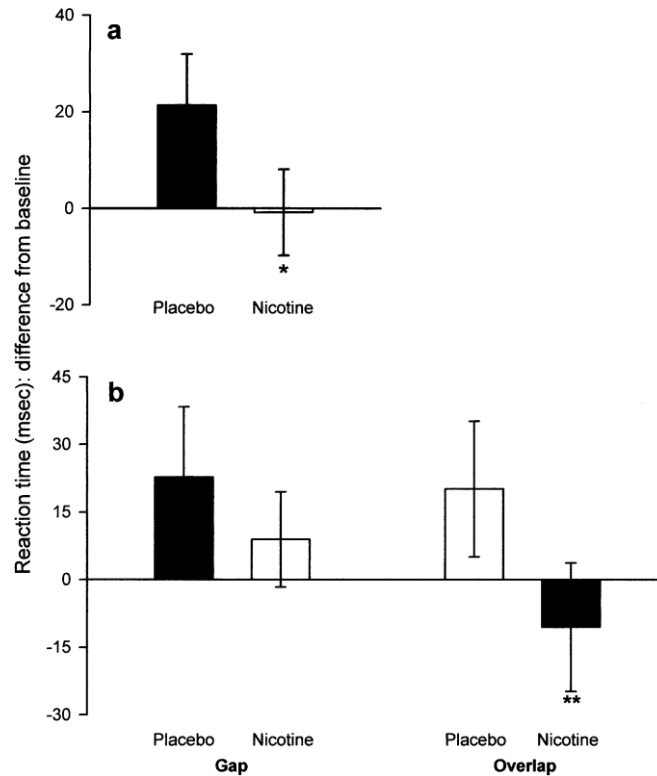 Reaction time (msec): difference from baseline
a
40
20
0
-20
*
Placebo Nicotine
b
45
30
15
0
-15
-30
**
Placebo Nicotine Placebo Nicotine
Gap Overlap